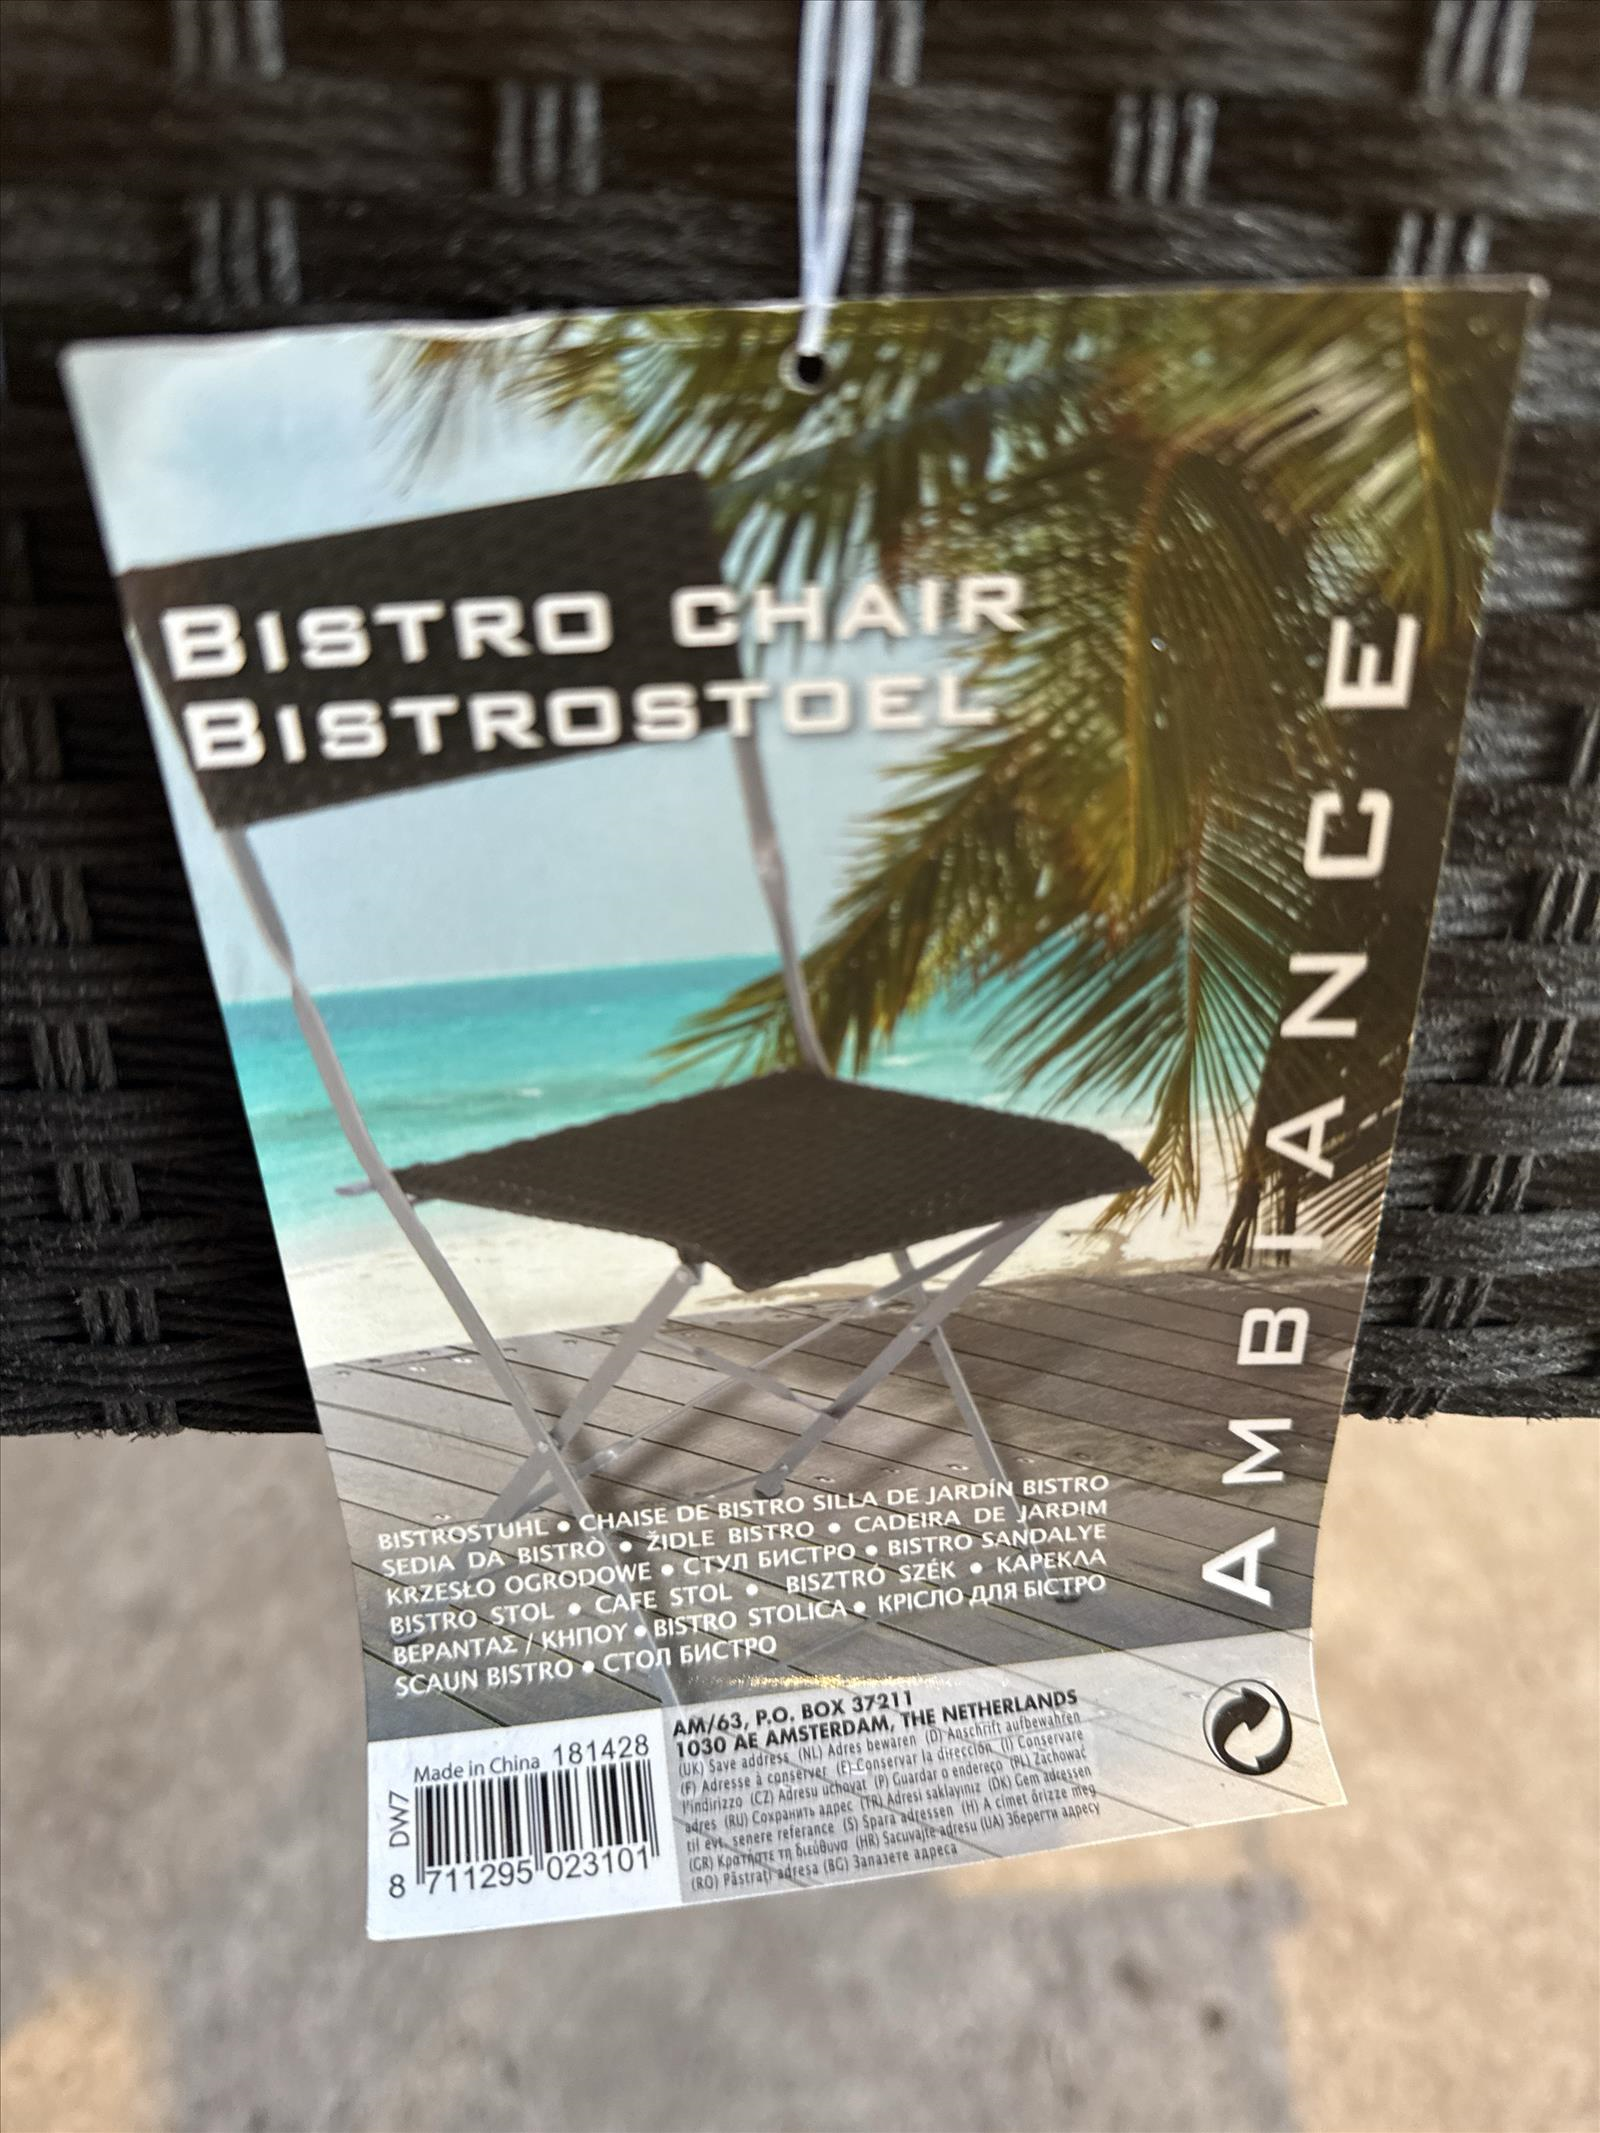 BISTRO CHAIR
BISTROSTOEL
AMBIANCE
BISTROSTUHL • CHAISE DE BISTRO SILLA DE JARDÍN BISTRO
SEDIA DA BISTRÒ • ŽIDLE BISTRO • CADEIRA DE JARDIM
KRZESŁO OGRODOWE • СТУЛ БИСТРО • BISTRO SANDALYE
BISTRO STOL • CAFE STOL • BISZTRÓ SZÉK • ΚΑΡΕΚΛΑ
ΒΕΡΑΝΤΑΣ / ΚΗΠΟΥ • BISTRO STOLICA • КРІСЛО ДЛЯ БІСТРО
SCAUN BISTRO • СТОЛ БИСТРО
Made in China 181428
DW7
8 711295 023101
AM/63, P.O. BOX 37211
1030 AE AMSTERDAM, THE NETHERLANDS
(UK) Save address (NL) Adres bewaren (D) Anschrift aufbewahren
(F) Adresse à conserver (E) Conservar la dirección (I) Conservare
l'indirizzo (CZ) Adresu uchovat (P) Guardar o endereço (PL) Zachować
adres (RU) Сохранить адрес (TR) Adresi saklayınız (DK) Gem adressen
til evt. senere referance (S) Spara adressen (H) A címet őrizze meg
(GR) Κρατήστε τη διεύθυνα (HR) Sacuvajte adresu (UA) Зберегти адресу
(RO) Păstrați adresa (BG) Запазете адреса